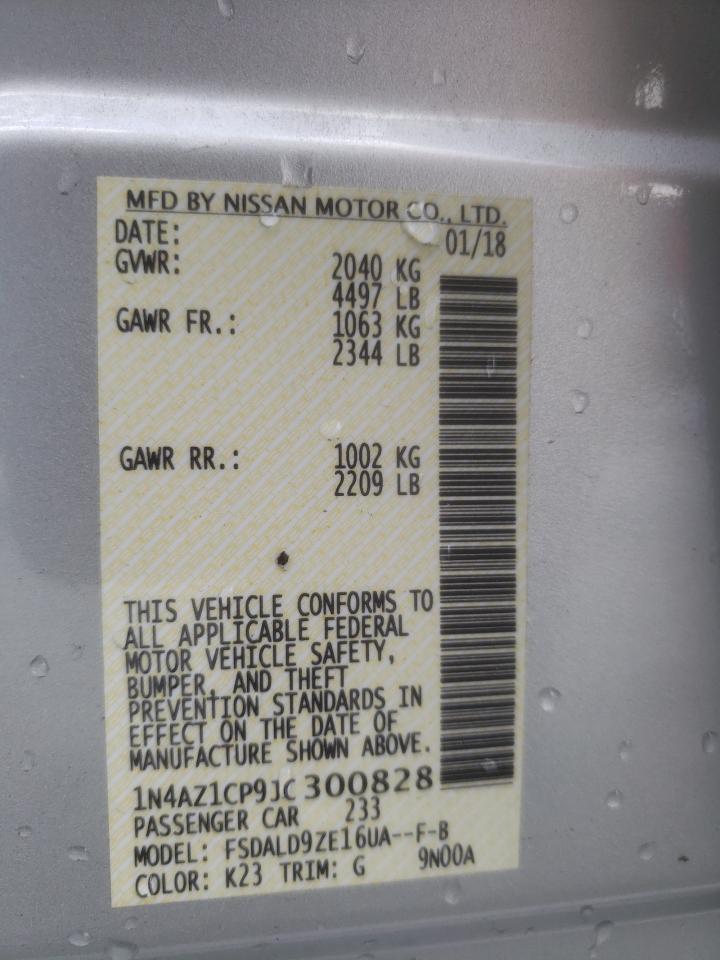 MFD BY NISSAN MOTOR CO., LTD.
DATE: 01/18
GVWR: 2040 KG
4497 LB
GAWR FR.: 1063 KG
2344 LB
GAWR RR.: 1002 KG
2209 LB
THIS VEHICLE CONFORMS TO
ALL APPLICABLE FEDERAL
MOTOR VEHICLE SAFETY,
BUMPER, AND THEFT
PREVENTION STANDARDS IN
EFFECT ON THE DATE OF
MANUFACTURE SHOWN ABOVE.
1N4AZ1CP9JC 300828
PASSENGER CAR 233
MODEL: FSDALD9ZE16UA--F-B
COLOR: K23 TRIM: G 9N00A